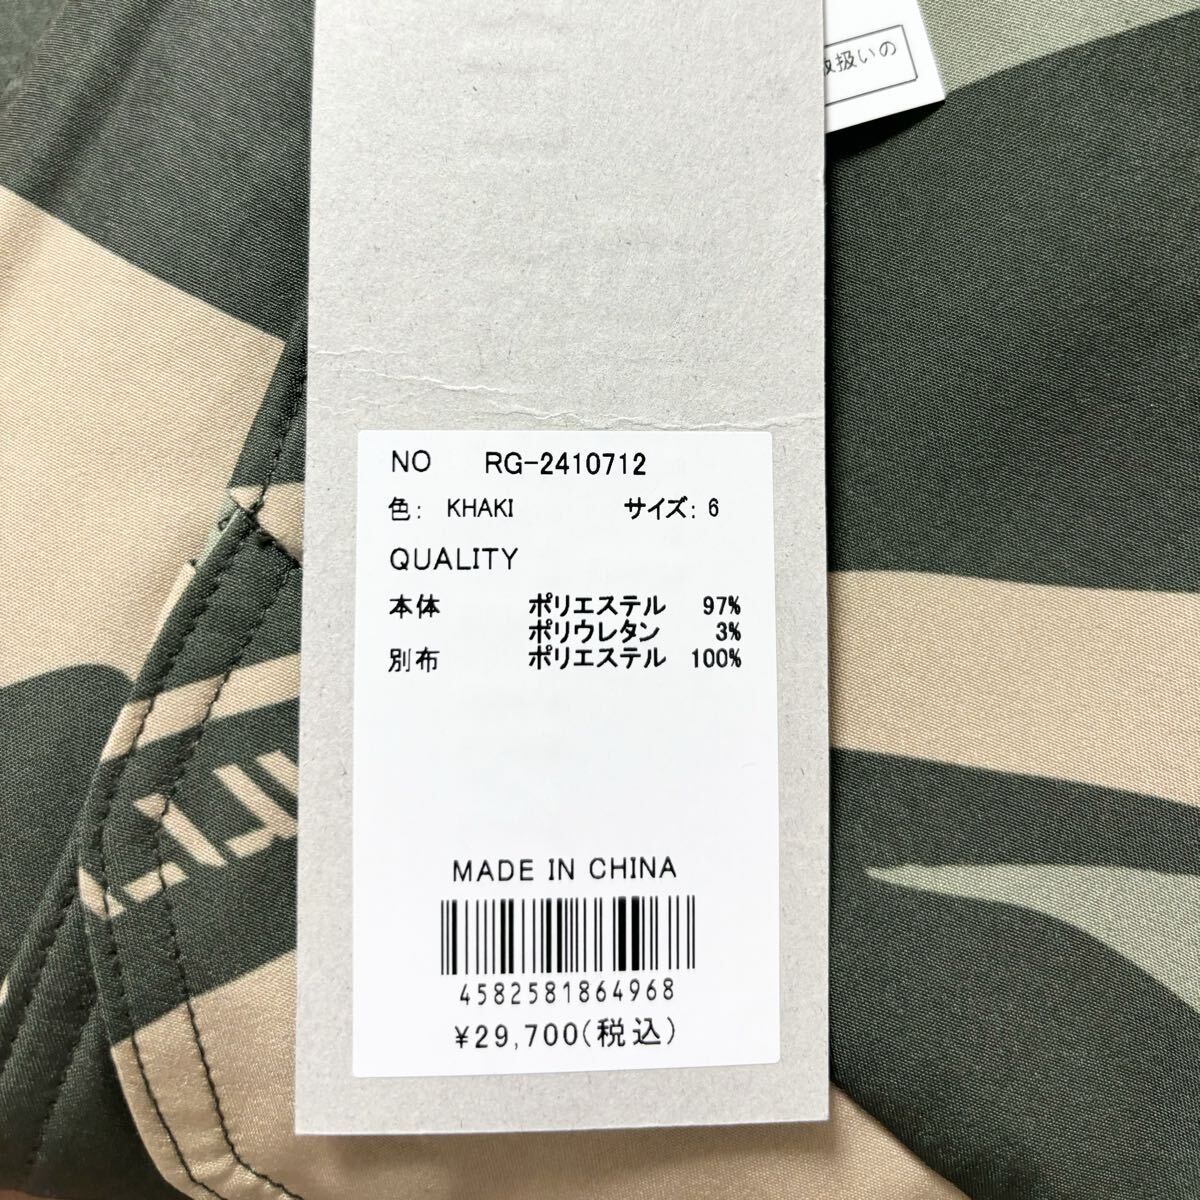 扱いの
NO RG-2410712
色: KHAKI サイズ: 6
QUALITY
本体 ポリエステル 97%
ポリウレタン 3%
別布 ポリエステル 100%
MADE IN CHINA
4582581864968
¥29,700(税込)